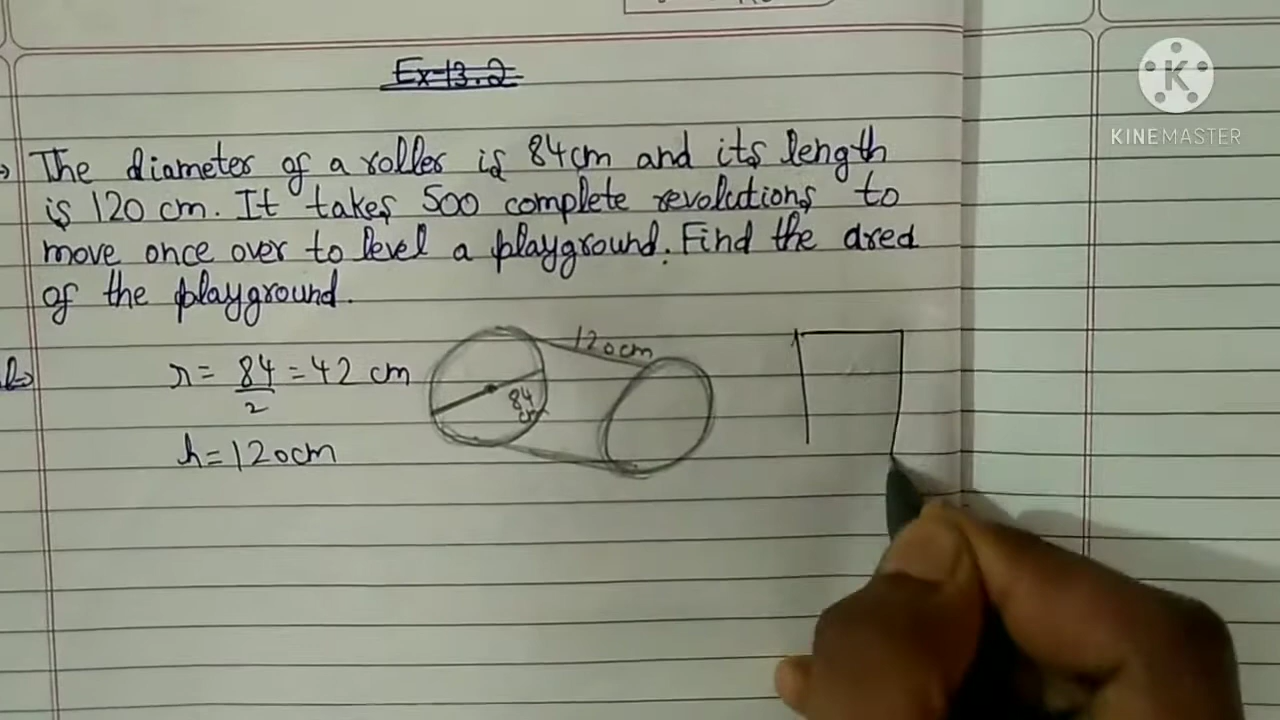 Ex-13.2
The diameter of a roller is 84cm and its length
is 120 cm. It takes 500 complete revolutions to
move once over to level a playground. Find the area
of the playground.
r = 84/2 = 42 cm
h = 120cm
120cm
84 cm
K
KINEMASTER